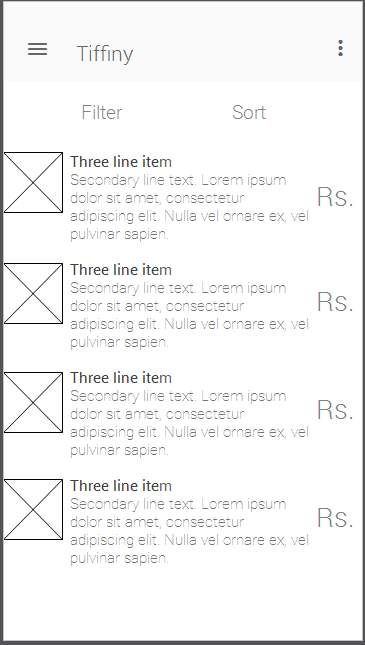 Tiffiny
Filter
Sort
Three line item
Secondary line text. Lorem ipsum
dolor sit amet, consectetur
adipiscing elit. Nulla vel ornare ex, vel
pulvinar sapien.
Rs.
Three line item
Secondary line text. Lorem ipsum
dolor sit amet, consectetur
adipiscing elit. Nulla vel ornare ex, vel
pulvinar sapien.
Rs.
Three line item
Secondary line text. Lorem ipsum
dolor sit amet, consectetur
adipiscing elit. Nulla vel ornare ex, vel
pulvinar sapien.
Rs.
Three line item
Secondary line text. Lorem ipsum
dolor sit amet, consectetur
adipiscing elit. Nulla vel ornare ex, vel
pulvinar sapien.
Rs.